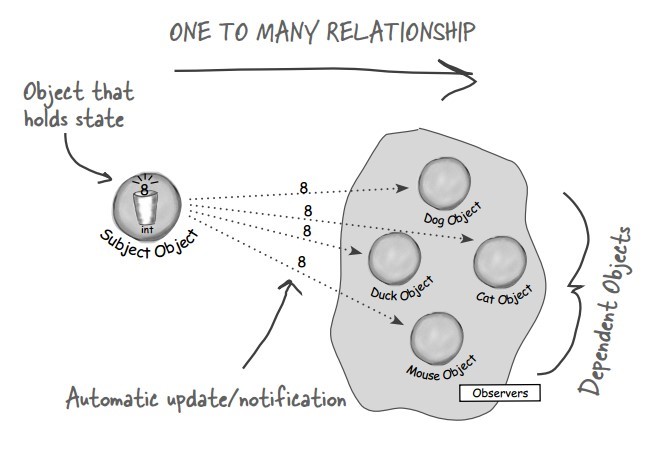 ONE TO MANY RELATIONSHIP
Object that
holds state
8
int
Subject Object
8
8
8
8
Dog Object
Duck Object
Cat Object
Mouse Object
Observers
Dependent Objects
Automatic update/notification